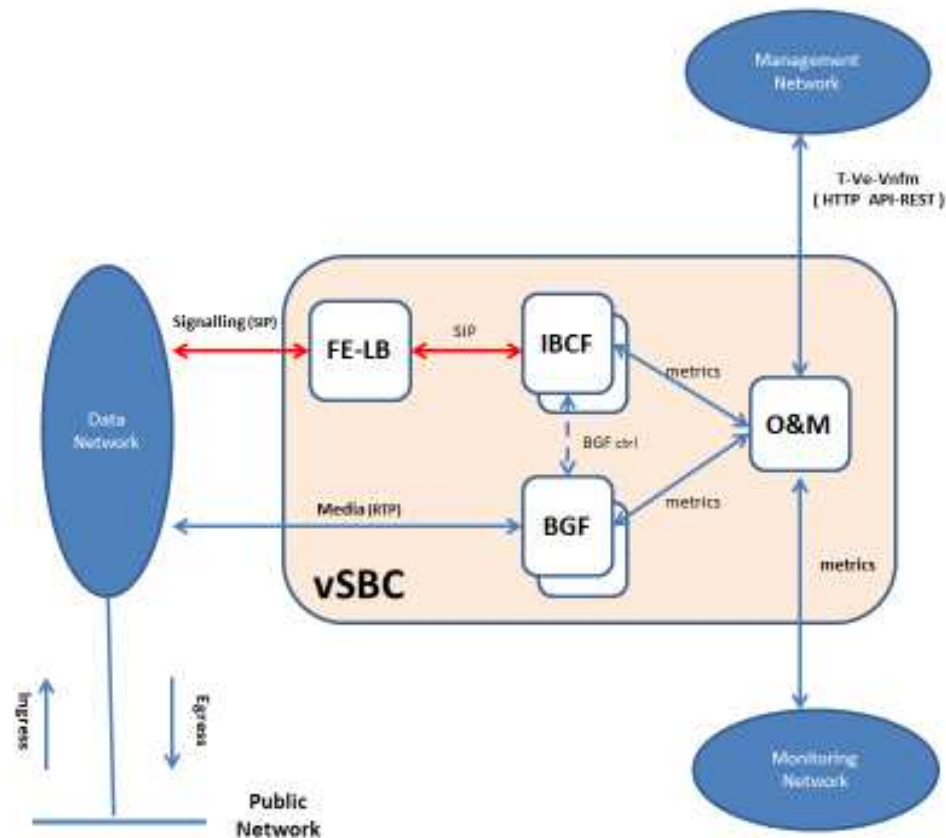 Management
Network
T-Ve-Vnfm
( HTTP API-REST )
Signalling (SIP)
FE-LB
SIP
IBCF
metrics
O&M
Data
Network
BGF ctrl
Media (RTP)
BGF
metrics
vSBC
metrics
Ingress
Egress
Monitoring
Network
Public
Network